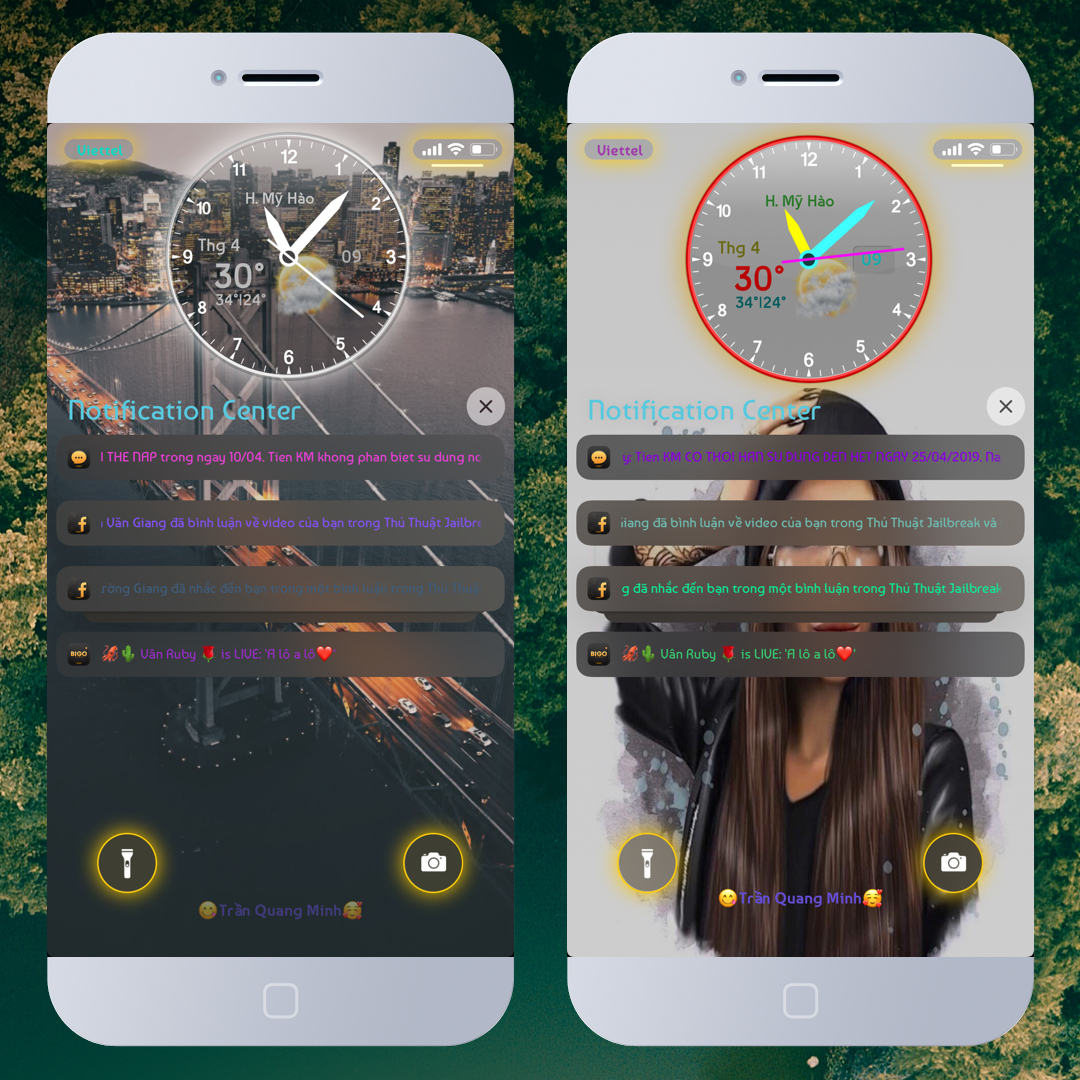 Viettel
12
11
1
H. Mỹ Hào
10
2
Thg 4
9
09
3
30°
34°|24°
8
4
7
5
6
Notification Center
THE NAP trong ngay 10/04. Tien KM khong phan biet su dung
Văn Giang đã bình luận về video của bạn trong Thủ Thuật
Giang đã nhắc đến bạn trong một bình luận trong Thủ Thuật
BIGO
🦞🌵 Vân Ruby 🌹 is LIVE: 'A lô a lô❤️
😋Trần Quang Minh🥰
Viettel
12
11
1
H. Mỹ Hào
10
2
Thg 4
9
09
3
30°
34°|24°
8
4
7
5
6
Notification Center
y: Tien KM CO THOI HAN SU DUNG DEN HET NGAY 25/04/2019. Na
Giang đã bình luận về video của bạn trong Thủ Thuật Jailbreak và
g đã nhắc đến bạn trong một bình luận trong Thủ Thuật Jailbreak
BIGO
🦞🌵 Vân Ruby 🌹 is LIVE: 'A lô a lô❤️'
😋Trần Quang Minh🥰